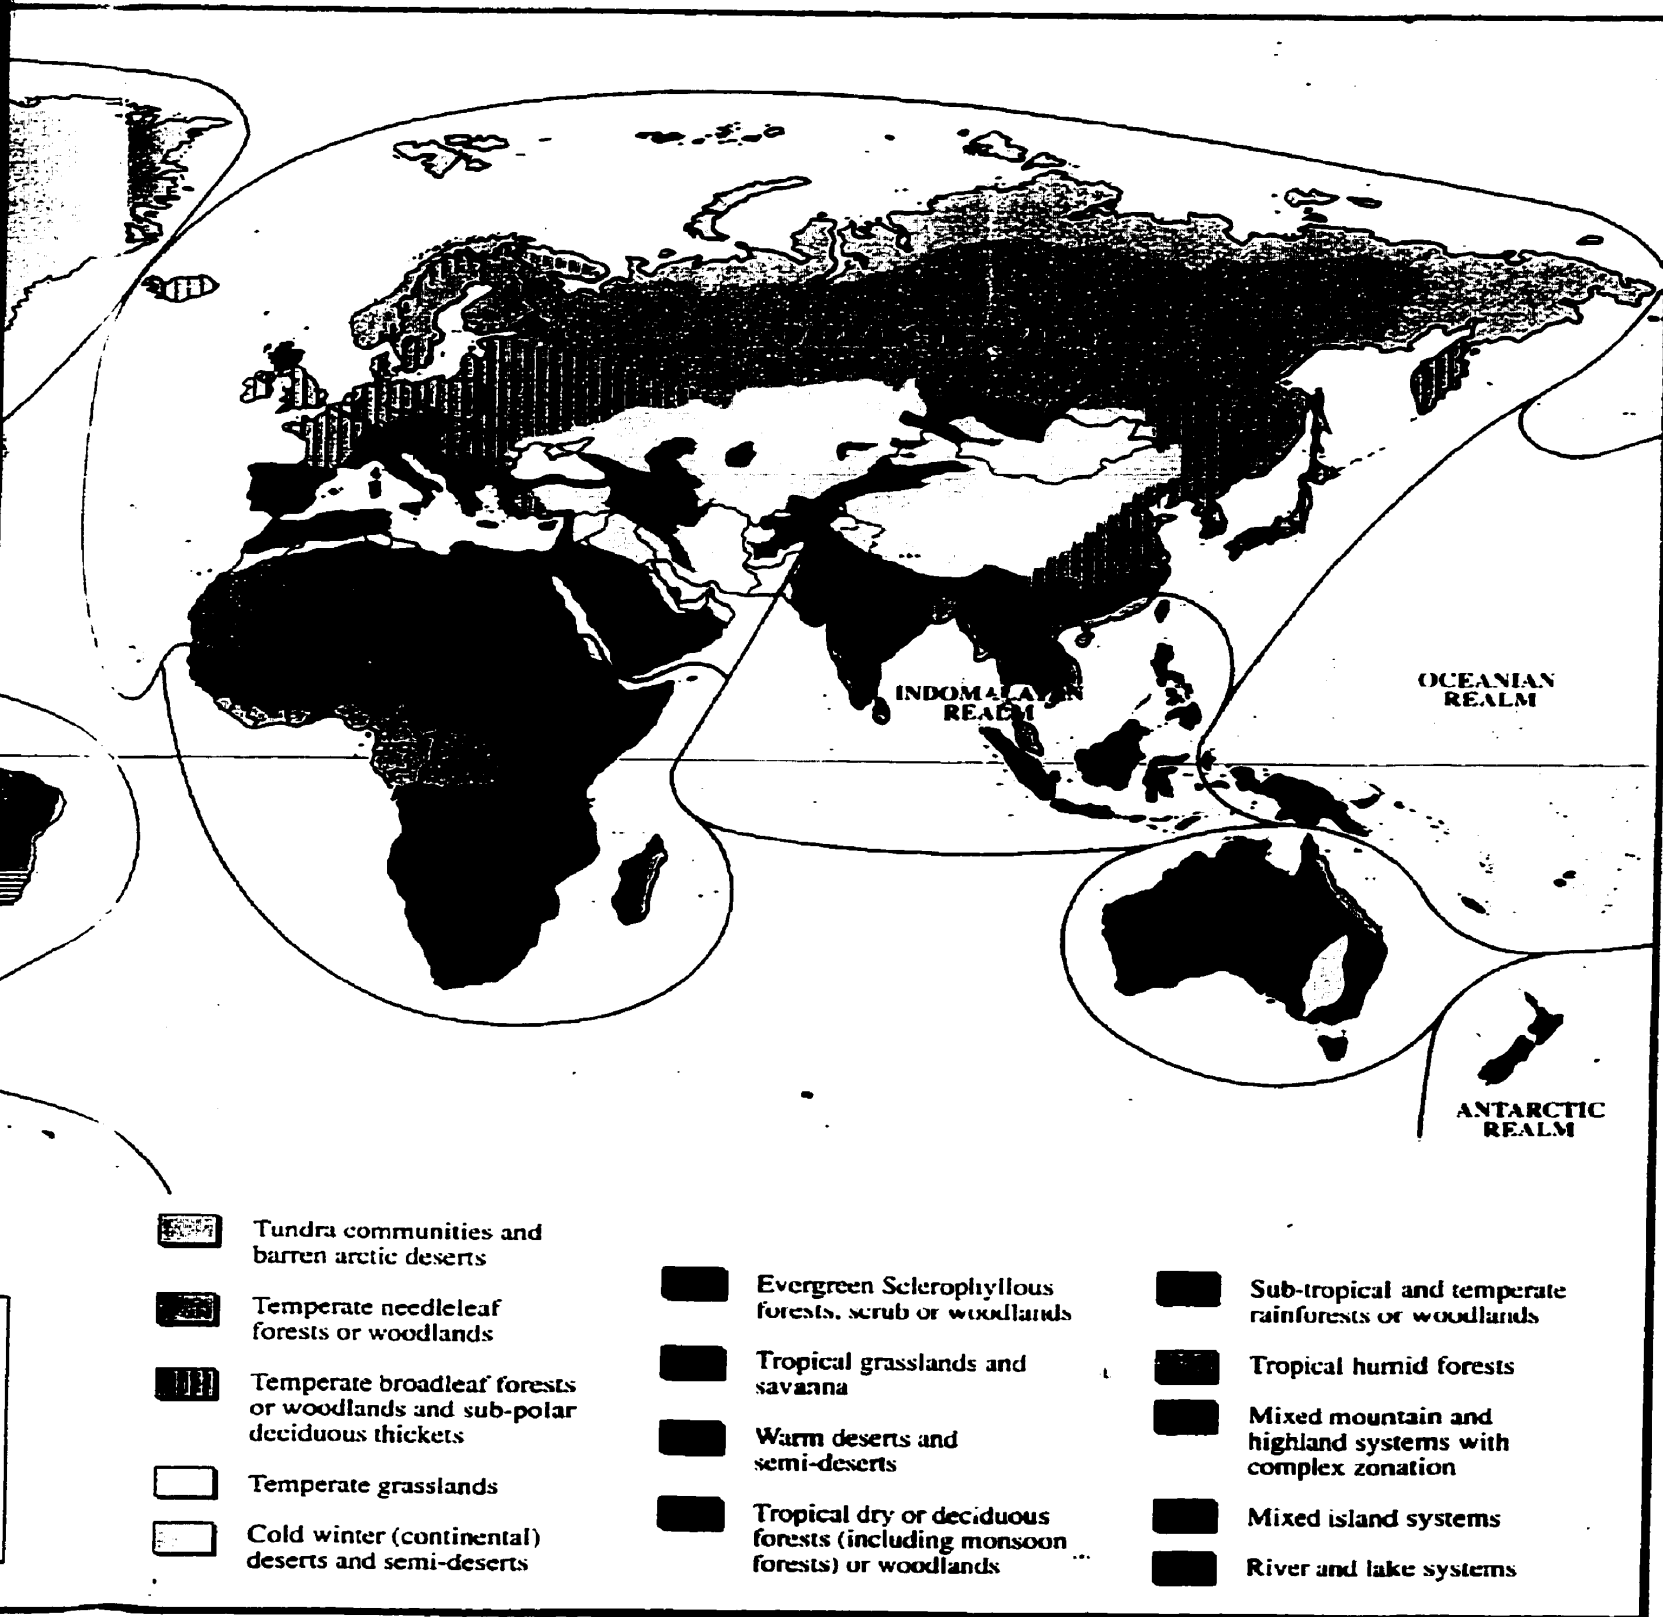 INDOMALAYAN
REALM
OCEANIAN
REALM
ANTARCTIC
REALM
Tundra communities and
barren arctic deserts
Temperate needleleaf
forests or woodlands
Temperate broadleaf forests
or woodlands and sub-polar
deciduous thickets
Temperate grasslands
Cold winter (continental)
deserts and semi-deserts
Evergreen Sclerophyllous
forests, scrub or woodlands
Tropical grasslands and
savanna
Warm deserts and
semi-deserts
Tropical dry or deciduous
forests (including monsoon
forests) or woodlands
Sub-tropical and temperate
rainforests or woodlands
Tropical humid forests
Mixed mountain and
highland systems with
complex zonation
Mixed island systems
River and lake systems